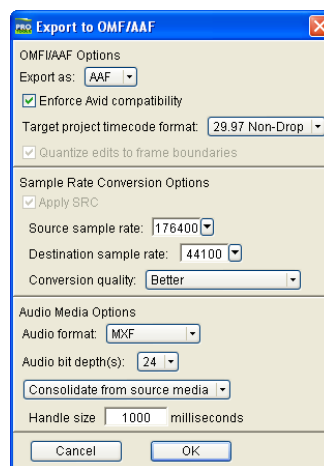 PRO Export to OMF/AAF
OMFI/AAF Options
Export as: AAF
Enforce Avid compatibility
Target project timecode format: 29.97 Non-Drop
Quantize edits to frame boundaries
Sample Rate Conversion Options
Apply SRC
Source sample rate: 176400
Destination sample rate: 44100
Conversion quality: Better
Audio Media Options
Audio format: MXF
Audio bit depth(s): 24
Consolidate from source media
Handle size 1000 milliseconds
Cancel OK